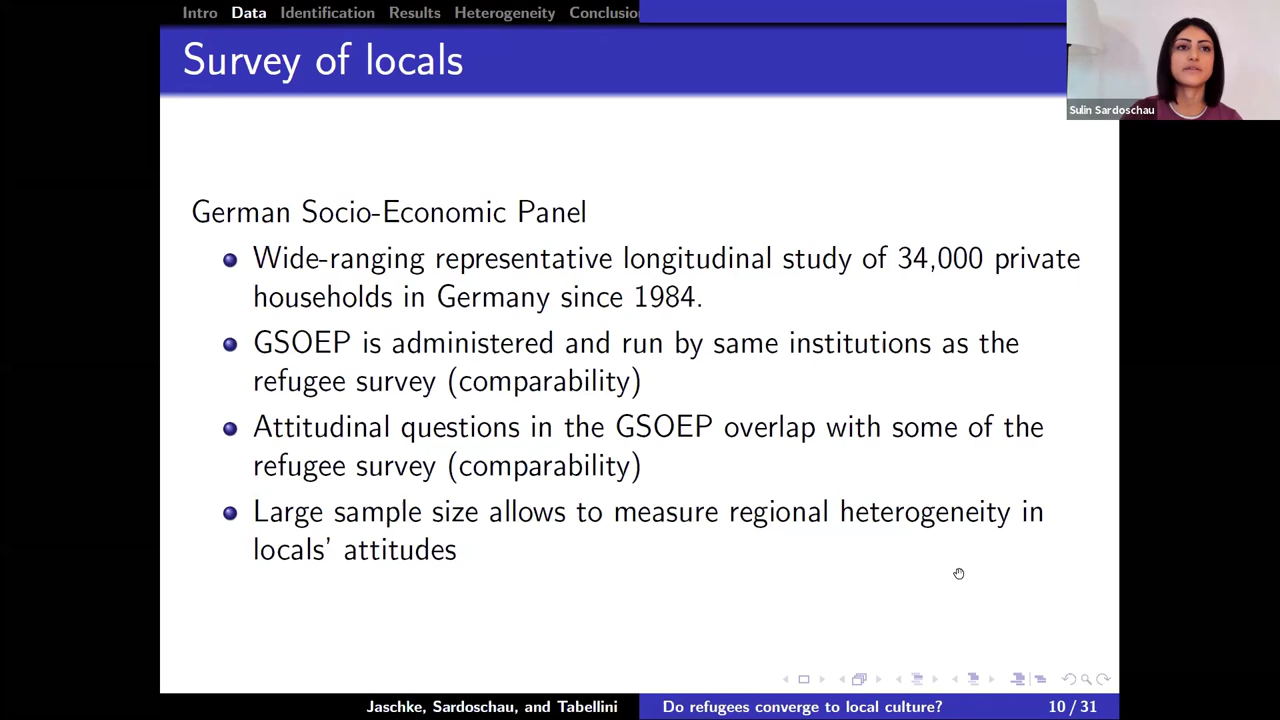 Intro Data Identification Results Heterogeneity Conclusion
Survey of locals
Sulin Sardoschau
German Socio-Economic Panel
Wide-ranging representative longitudinal study of 34,000 private
households in Germany since 1984.
GSOEP is administered and run by same institutions as the
refugee survey (comparability)
Attitudinal questions in the GSOEP overlap with some of the
refugee survey (comparability)
Large sample size allows to measure regional heterogeneity in
locals' attitudes
Jaschke, Sardoschau, and Tabellini Do refugees converge to local culture? 10 / 31